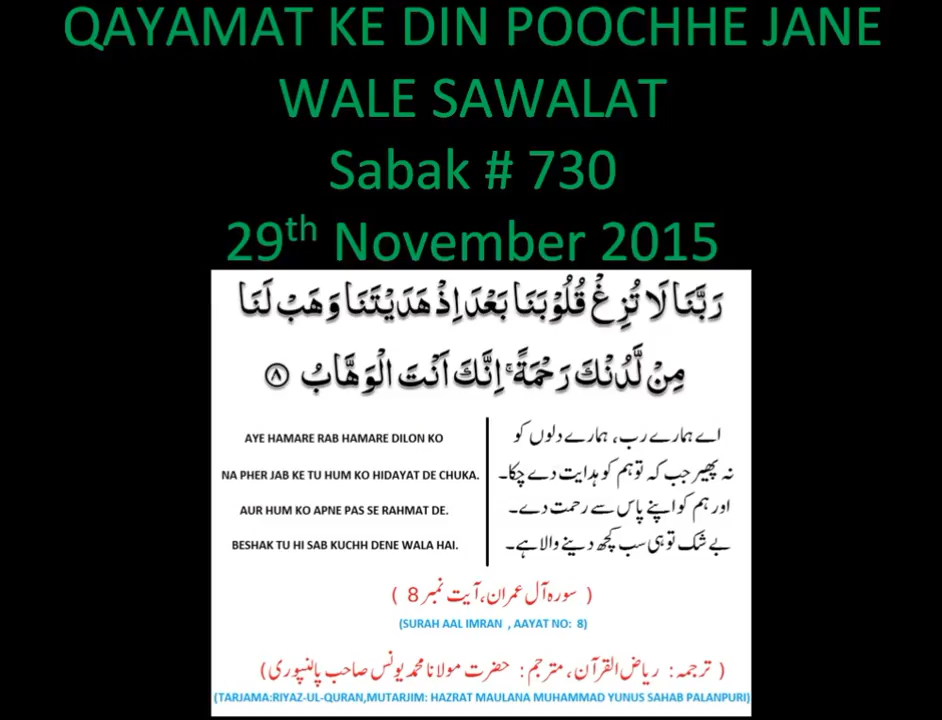 QAYAMAT KE DIN POOCHHE JANE
WALE SAWALAT
Sabak # 730
29th November 2015
رَبَّنَا لَا تُزِغْ قُلُوْبَنَا بَعْدَ اِذْ هَدَيْتَنَا وَهَبْ لَنَا
مِنْ لَّدُنْكَ رَحْمَةً ۚ اِنَّكَ اَنْتَ الْوَهَّابُ ۝۸
AYE HAMARE RAB HAMARE DILON KO
NA PHER JAB KE TU HUM KO HIDAYAT DE CHUKA.
AUR HUM KO APNE PAS SE RAHMAT DE.
BESHAK TU HI SAB KUCHH DENE WALA HAI.
اے ہمارے رب، ہمارے دلوں کو
نہ پھیر جب کہ تو ہم کو ہدایت دے چکا۔
اور ہم کو اپنے پاس سے رحمت دے۔
بے شک تو ہی سب کچھ دینے والا ہے۔
( سورہ آل عمران، آیت نمبر 8 )
(SURAH AAL IMRAN , AAYAT NO: 8)
( ترجمہ: ریاض القرآن، مترجم: حضرت مولانا محمد یونس صاحب پالنپوری)
(TARJAMA:RIYAZ-UL-QURAN,MUTARJIM: HAZRAT MAULANA MUHAMMAD YUNUS SAHAB PALANPURI)